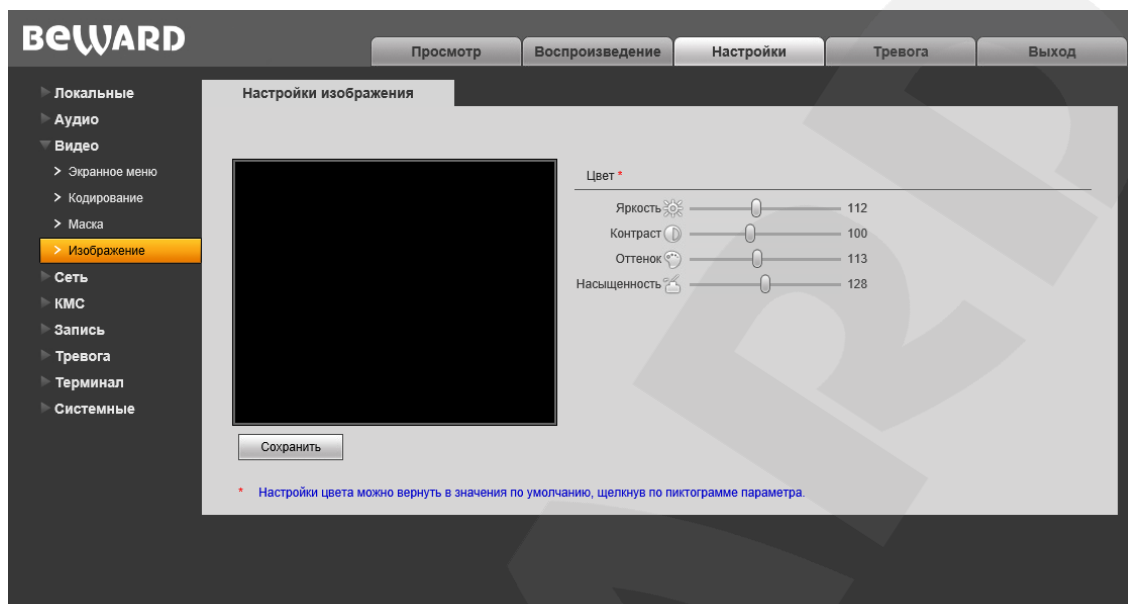 BEWARD
Просмотр Воспроизведение Настройки Тревога Выход
Локальные
Аудио
Видео
> Экранное меню
> Кодирование
> Маска
> Изображение
Сеть
КМС
Запись
Тревога
Терминал
Системные
Настройки изображения
Цвет *
Яркость 112
Контраст 100
Оттенок 113
Насыщенность 128
Сохранить
* Настройки цвета можно вернуть в значения по умолчанию, щелкнув по пиктограмме параметра.